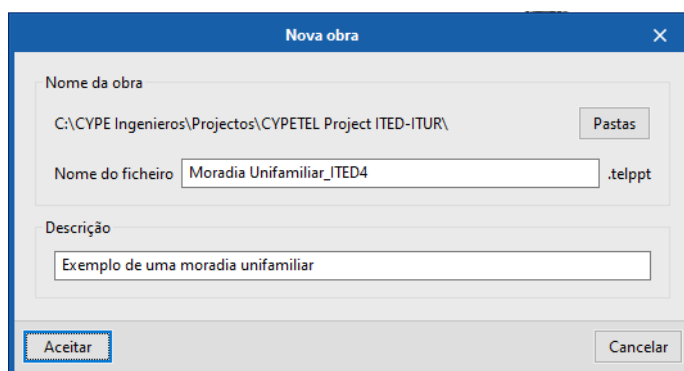 Nova obra
Nome da obra
C:\CYPE Ingenieros\Projectos\CYPETEL Project ITED-ITUR\ Pastas
Nome do ficheiro Moradia Unifamiliar_ITED4 .telppt
Descrição
Exemplo de uma moradia unifamiliar
Aceitar Cancelar